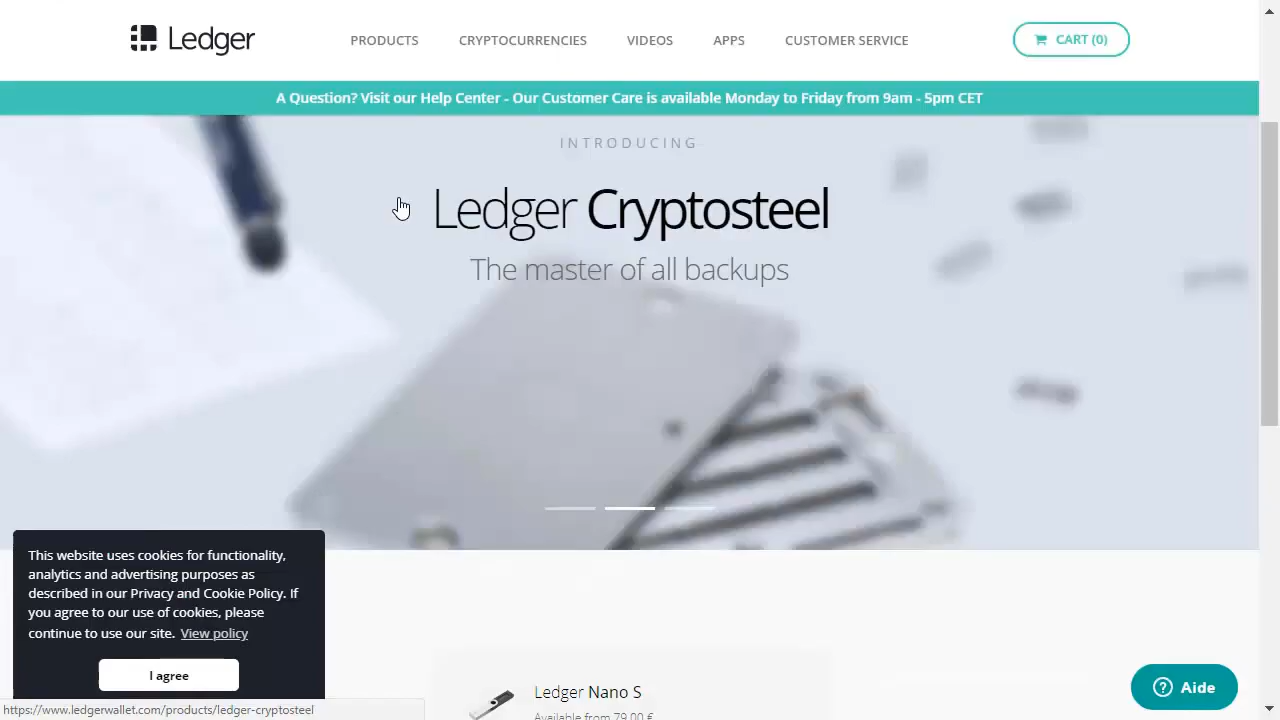 Ledger
PRODUCTS
CRYPTOCURRENCIES
VIDEOS
APPS
CUSTOMER SERVICE
CART (0)
A Question? Visit our Help Center - Our Customer Care is available Monday to Friday from 9am - 5pm CET
INTRODUCING
Ledger Cryptosteel
The master of all backups
This website uses cookies for functionality,
analytics and advertising purposes as
described in our Privacy and Cookie Policy. If
you agree to our use of cookies, please
continue to use our site. View policy
I agree
Ledger Nano S
Available from 79.00 €
Aide
https://www.ledgerwallet.com/products/ledger-cryptosteel